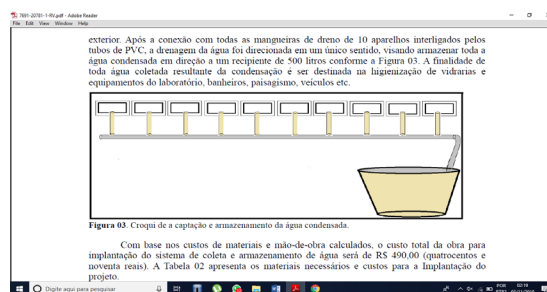 7691-20781-1-RV.pdf - Adobe Reader
File Edit View Window Help
exterior. Após a conexão com todas as mangueiras de dreno de 10 aparelhos interligados pelos
tubos de PVC, a drenagem da água foi direcionada em um único sentido, visando armazenar toda a
água condensada em direção a um recipiente de 500 litros conforme a Figura 03. A finalidade de
toda água coletada resultante da condensação é ser destinada na higienização de vidrarias e
equipamentos do laboratório, banheiros, paisagismo, veículos etc.
Figura 03. Croqui de a captação e armazenamento da água condensada.
Com base nos custos de materiais e mão-de-obra calculados, o custo total da obra para
implantação do sistema de coleta e armazenamento de água será de R$ 490,00 (quatrocentos e
noventa reais). A Tabela 02 apresenta os materiais necessários e custos para a Implantação do
projeto.
Digite aqui para pesquisar
POR
02:19